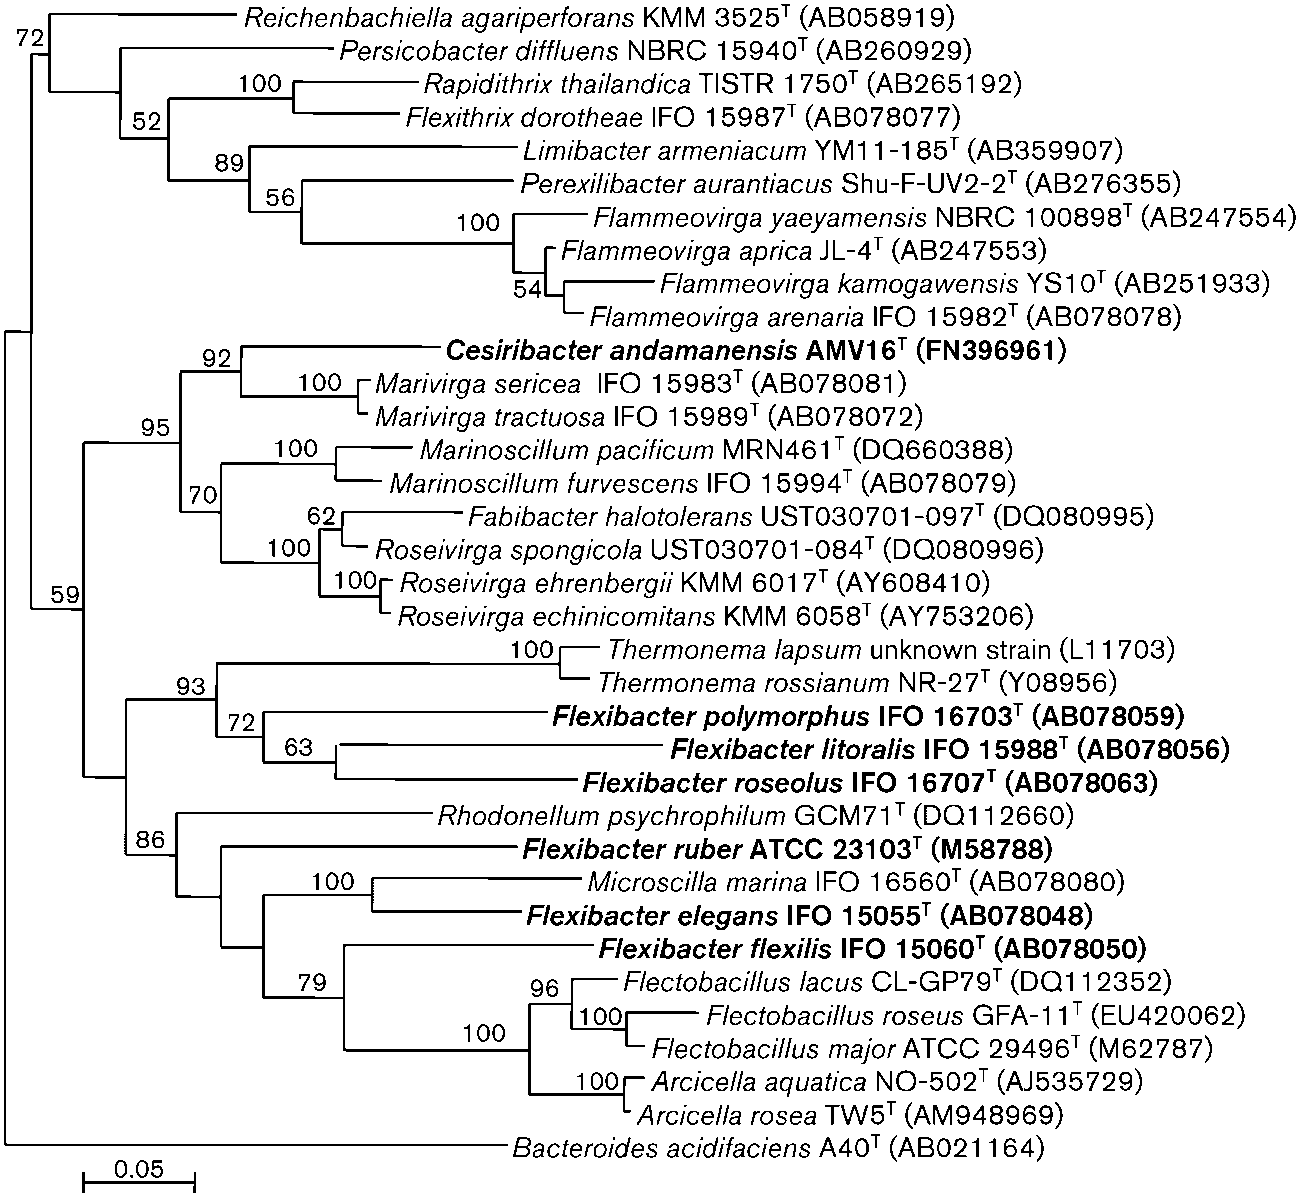 Reichenbachiella agariperforans KMM 3525ᵀ (AB058919)
72
Persicobacter diffluens NBRC 15940ᵀ (AB260929)
100
Rapidithrix thailandica TISTR 1750ᵀ (AB265192)
Flexithrix dorotheae IFO 15987ᵀ (AB078077)
52
Limibacter armeniacum YM11-185ᵀ (AB359907)
89
Perexilibacter aurantiacus Shu-F-UV2-2ᵀ (AB276355)
56
100
Flammeovirga yaeyamensis NBRC 100898ᵀ (AB247554)
Flammeovirga aprica JL-4ᵀ (AB247553)
54
Flammeovirga kamogawensis YS10ᵀ (AB251933)
Flammeovirga arenaria IFO 15982ᵀ (AB078078)
92
Cesiribacter andamanensis AMV16ᵀ (FN396961)
100
Marivirga sericea IFO 15983ᵀ (AB078081)
Marivirga tractuosa IFO 15989ᵀ (AB078072)
95
100
Marinoscillum pacificum MRN461ᵀ (DQ660388)
Marinoscillum furvescens IFO 15994ᵀ (AB078079)
70
62
Fabibacter halotolerans UST030701-097ᵀ (DQ080995)
100
Roseivirga spongicola UST030701-084ᵀ (DQ080996)
100
Roseivirga ehrenbergii KMM 6017ᵀ (AY608410)
59
Roseivirga echinicomitans KMM 6058ᵀ (AY753206)
100
Thermonema lapsum unknown strain (L11703)
93
Thermonema rossianum NR-27ᵀ (Y08956)
72
Flexibacter polymorphus IFO 16703ᵀ (AB078059)
63
Flexibacter litoralis IFO 15988ᵀ (AB078056)
Flexibacter roseolus IFO 16707ᵀ (AB078063)
Rhodonellum psychrophilum GCM71ᵀ (DQ112660)
86
Flexibacter ruber ATCC 23103ᵀ (M58788)
100
Microscilla marina IFO 16560ᵀ (AB078080)
Flexibacter elegans IFO 15055ᵀ (AB078048)
Flexibacter flexilis IFO 15060ᵀ (AB078050)
79
96
Flectobacillus lacus CL-GP79ᵀ (DQ112352)
100
Flectobacillus roseus GFA-11ᵀ (EU420062)
100
Flectobacillus major ATCC 29496ᵀ (M62787)
100
Arcicella aquatica NO-502ᵀ (AJ535729)
Arcicella rosea TW5ᵀ (AM948969)
Bacteroides acidifaciens A40ᵀ (AB021164)
0.05